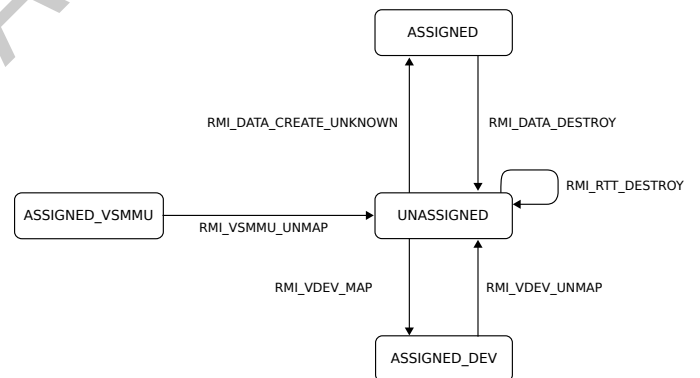 ASSIGNED
RMI_DATA_CREATE_UNKNOWN
RMI_DATA_DESTROY
RMI_RTT_DESTROY
ASSIGNED_VSMMU
UNASSIGNED
RMI_VSMMU_UNMAP
RMI_VDEV_MAP
RMI_VDEV_UNMAP
ASSIGNED_DEV